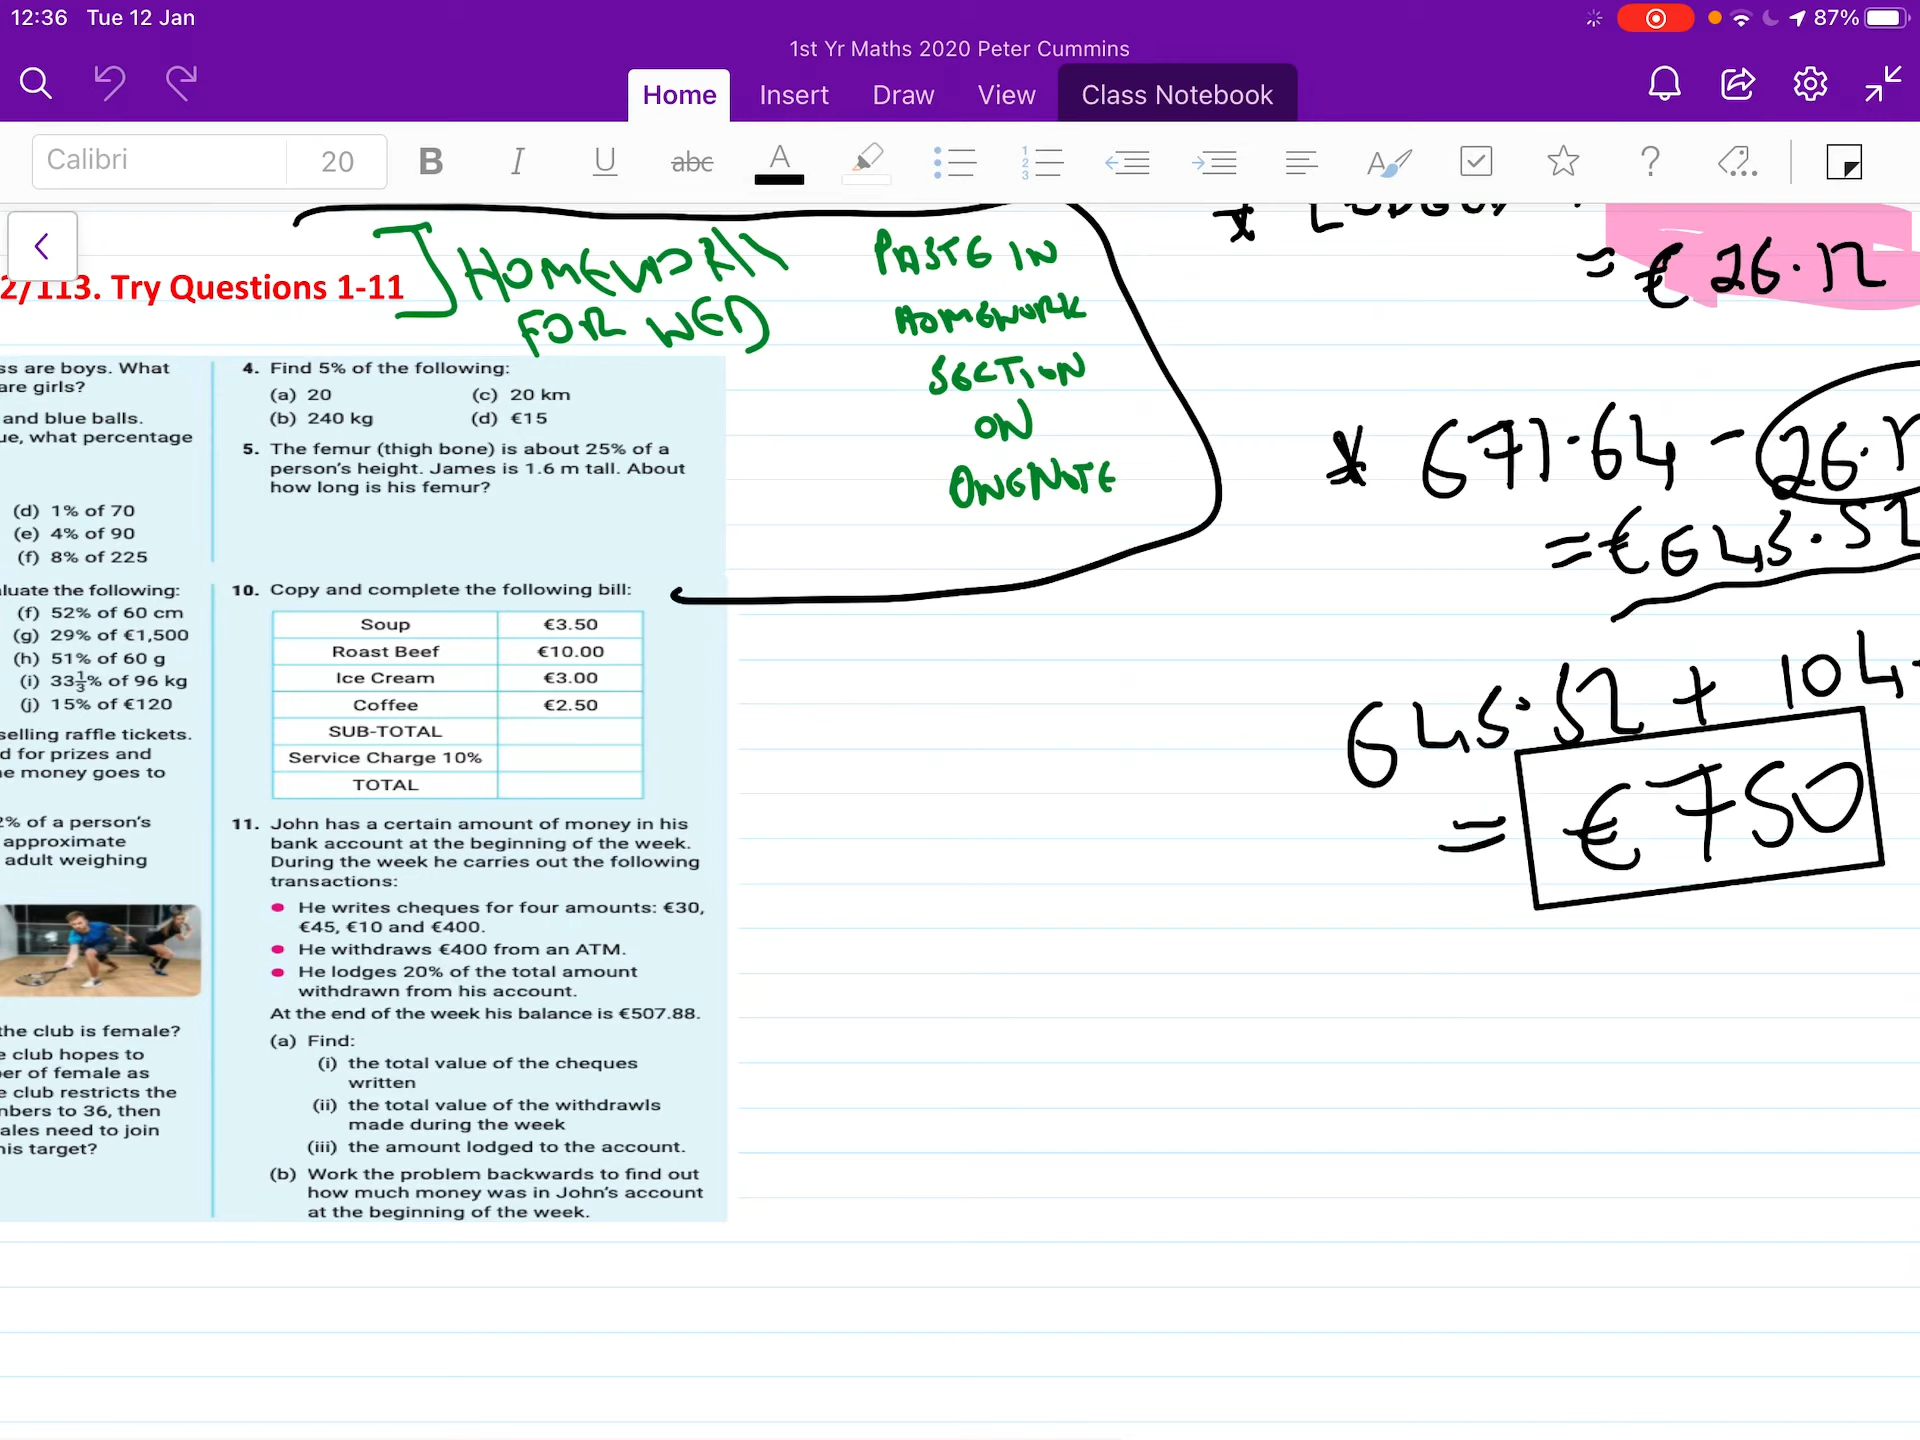 12:36 Tue 12 Jan
87%
1st Yr Maths 2020 Peter Cummins
Home Insert Draw View Class Notebook
Calibri 20 B I U abc A
2/113. Try Questions 1-11
HOMEWORK
FOR WED
PASTE IN
HOMEWORK
SECTION
ON
ONENOTE
= € 26.12
677.64 -
= € 645.52
645.52 + 104
= € 750
ss are boys. What
are girls?
and blue balls.
ue, what percentage
(d) 1% of 70
(e) 4% of 90
(f) 8% of 225
luate the following:
(f) 52% of 60 cm
(g) 29% of €1,500
(h) 51% of 60 g
(i) 33⅓% of 96 kg
(j) 15% of €120
selling raffle tickets.
d for prizes and
e money goes to
2% of a person's
approximate
adult weighing
the club is female?
e club hopes to
er of female as
e club restricts the
nbers to 36, then
ales need to join
his target?
4. Find 5% of the following:
(a) 20 (c) 20 km
(b) 240 kg (d) €15
5. The femur (thigh bone) is about 25% of a
person's height. James is 1.6 m tall. About
how long is his femur?
10. Copy and complete the following bill:
Soup €3.50
Roast Beef €10.00
Ice Cream €3.00
Coffee €2.50
SUB-TOTAL
Service Charge 10%
TOTAL
11. John has a certain amount of money in his
bank account at the beginning of the week.
During the week he carries out the following
transactions:
He writes cheques for four amounts: €30,
€45, €10 and €400.
He withdraws €400 from an ATM.
He lodges 20% of the total amount
withdrawn from his account.
At the end of the week his balance is €507.88.
(a) Find:
(i) the total value of the cheques
written
(ii) the total value of the withdrawls
made during the week
(iii) the amount lodged to the account.
(b) Work the problem backwards to find out
how much money was in John's account
at the beginning of the week.